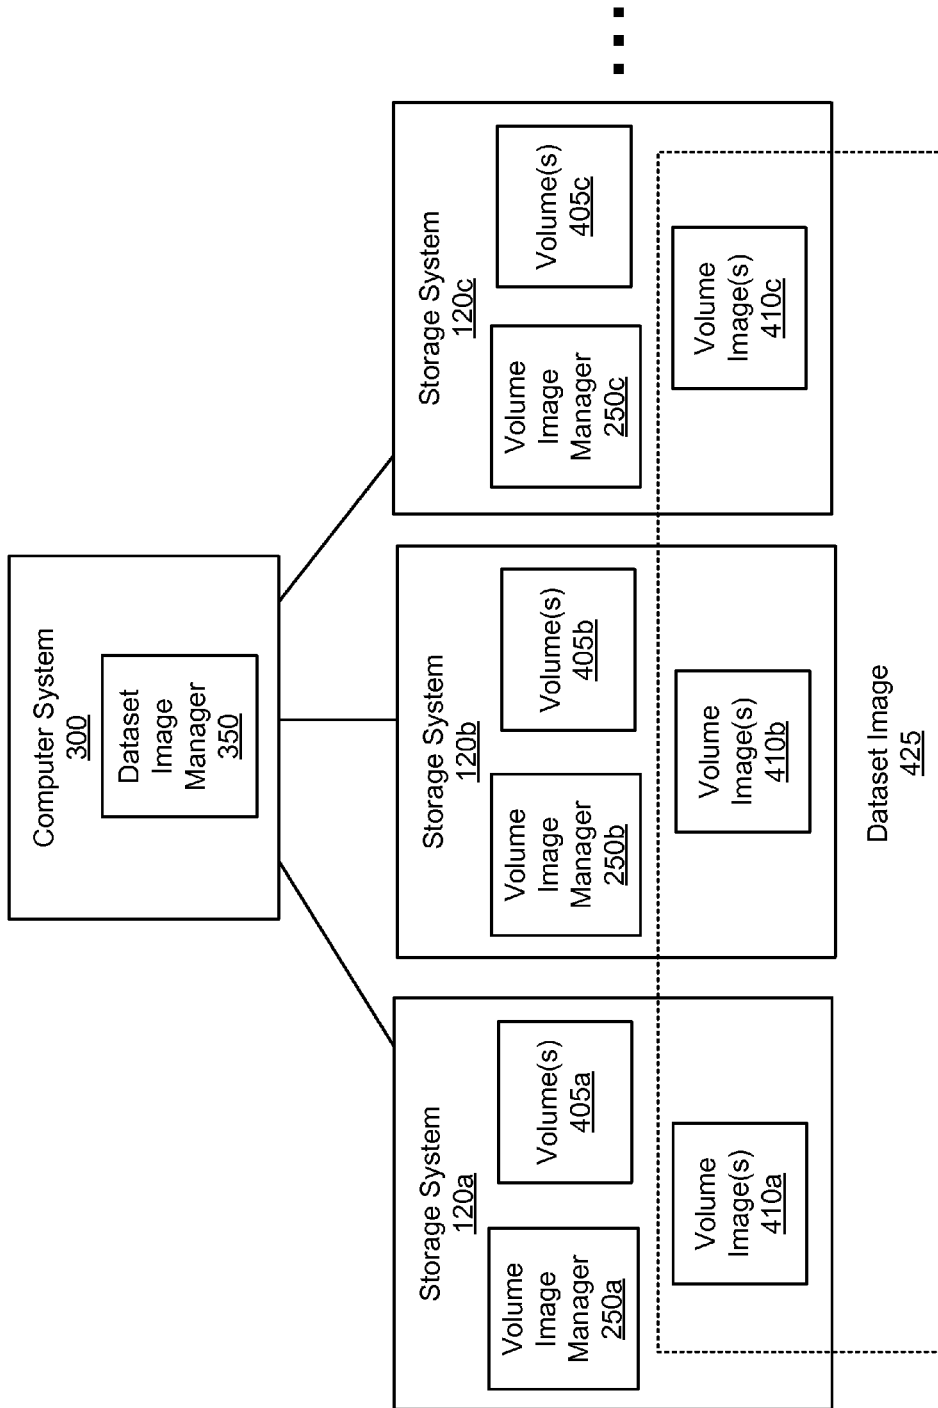 Computer System
300
Dataset
Image
Manager
350
Storage System
120a
Volume
Image
Manager
250a
Volume(s)
405a
Volume
Image(s)
410a
Storage System
120b
Volume
Image
Manager
250b
Volume(s)
405b
Volume
Image(s)
410b
Storage System
120c
Volume
Image
Manager
250c
Volume(s)
405c
Volume
Image(s)
410c
Dataset Image
425